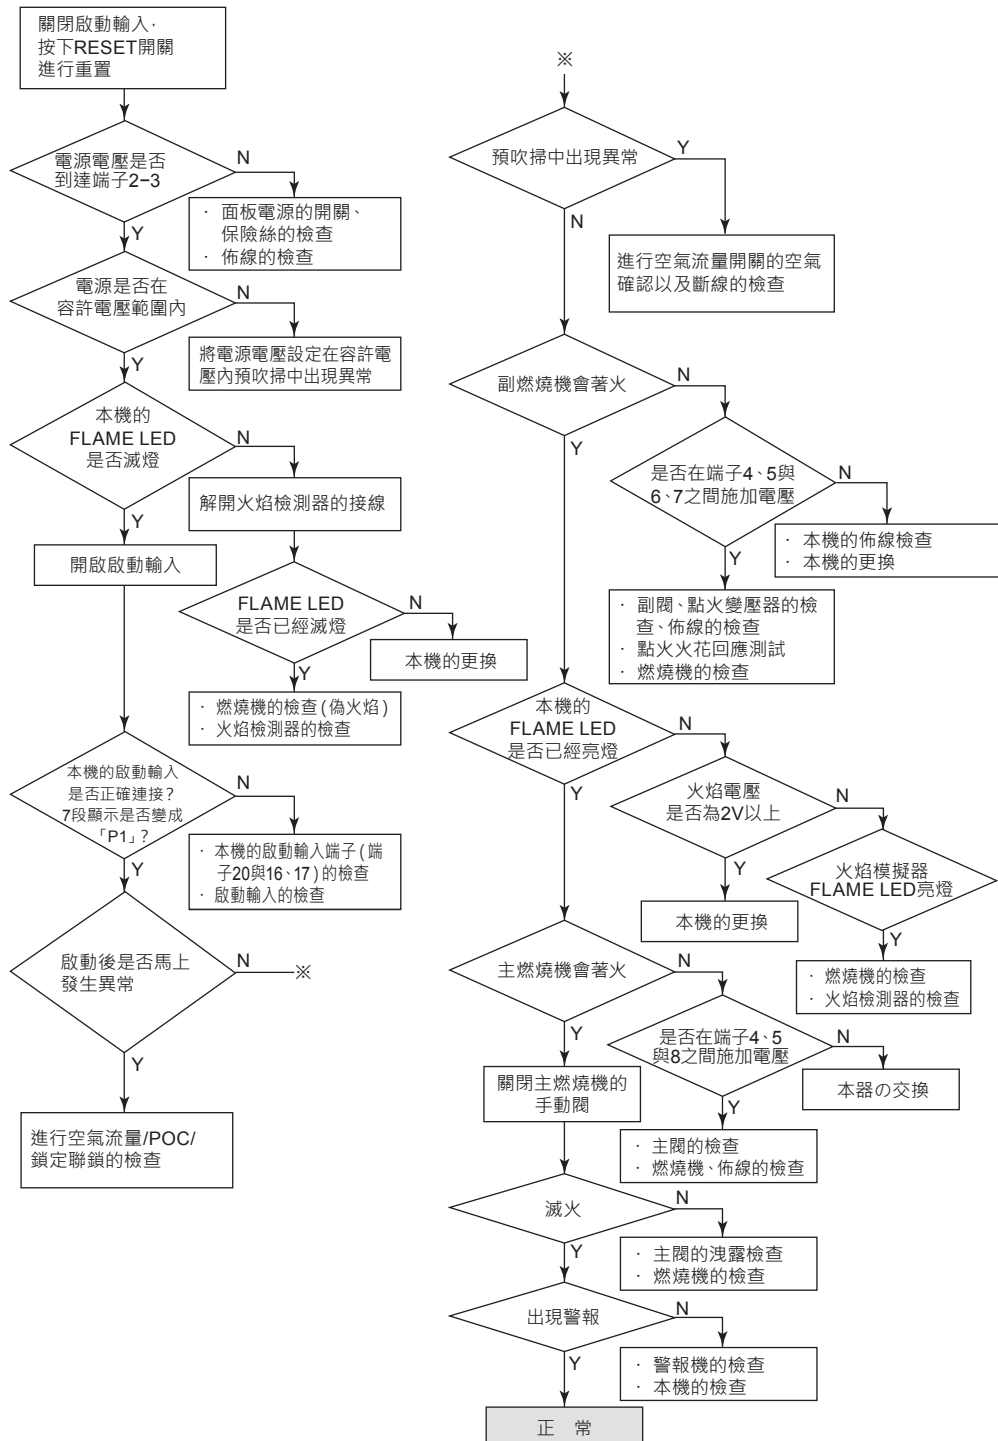 關閉啟動輸入，
按下RESET開關
進行重置
電源電壓是否
到達端子2−3
N
Y
· 面板電源的開關、
保險絲的檢查
· 佈線的檢查
電源是否在
容許電壓範圍內
N
Y
將電源電壓設定在容許電
壓內預吹掃中出現異常
本機的
FLAME LED
是否滅燈
N
Y
解開火焰檢測器的接線
開啟啟動輸入
FLAME LED
是否已經滅燈
N
Y
本機的更換
· 燃燒機的檢查（偽火焰）
· 火焰檢測器的檢查
本機的啟動輸入
是否正確連接？
7段顯示是否變成
「P1」？
N
Y
· 本機的啟動輸入端子（端
子20與16、17）的檢查
· 啟動輸入的檢查
啟動後是否馬上
發生異常
N
※
Y
進行空氣流量/POC/
鎖定聯鎖的檢查
※
預吹掃中出現異常
Y
N
進行空氣流量開關的空氣
確認以及斷線的檢查
副燃燒機會著火
N
Y
是否在端子4、5與
6、7之間施加電壓
N
Y
· 本機的佈線檢查
· 本機的更換
· 副閥、點火變壓器的檢
查、佈線的檢查
· 點火火花回應測試
· 燃燒機的檢查
本機的
FLAME LED
是否已經亮燈
N
Y
火焰電壓
是否為2V以上
N
Y
火焰模擬器
FLAME LED亮燈
Y
本機的更換
· 燃燒機的檢查
· 火焰檢測器的檢查
主燃燒機會著火
N
Y
是否在端子4、5
與8之間施加電壓
N
Y
本器の交換
關閉主燃燒機的
手動閥
· 主閥的檢查
· 燃燒機、佈線的檢查
滅火
N
Y
· 主閥的洩露檢查
· 燃燒機的檢查
出現警報
N
Y
· 警報機的檢查
· 本機的檢查
正 常